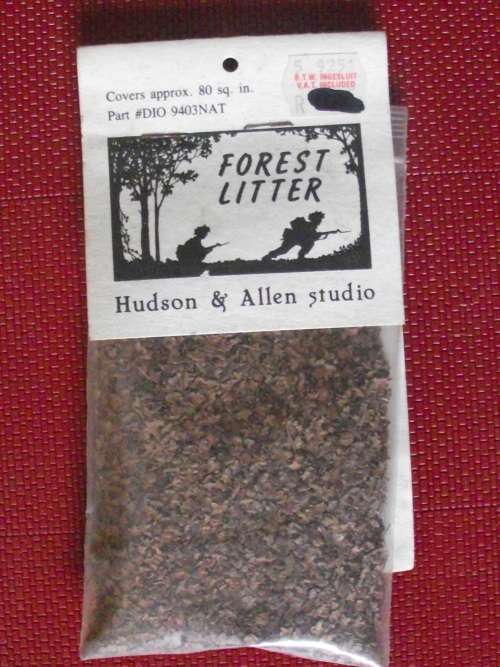 Covers approx. 80 sq. in.
Part #DIO 9403NAT
B.T.W. INGESLUIT
V.A.T. INCLUDED
R
FOREST
LITTER
Hudson & Allen studio